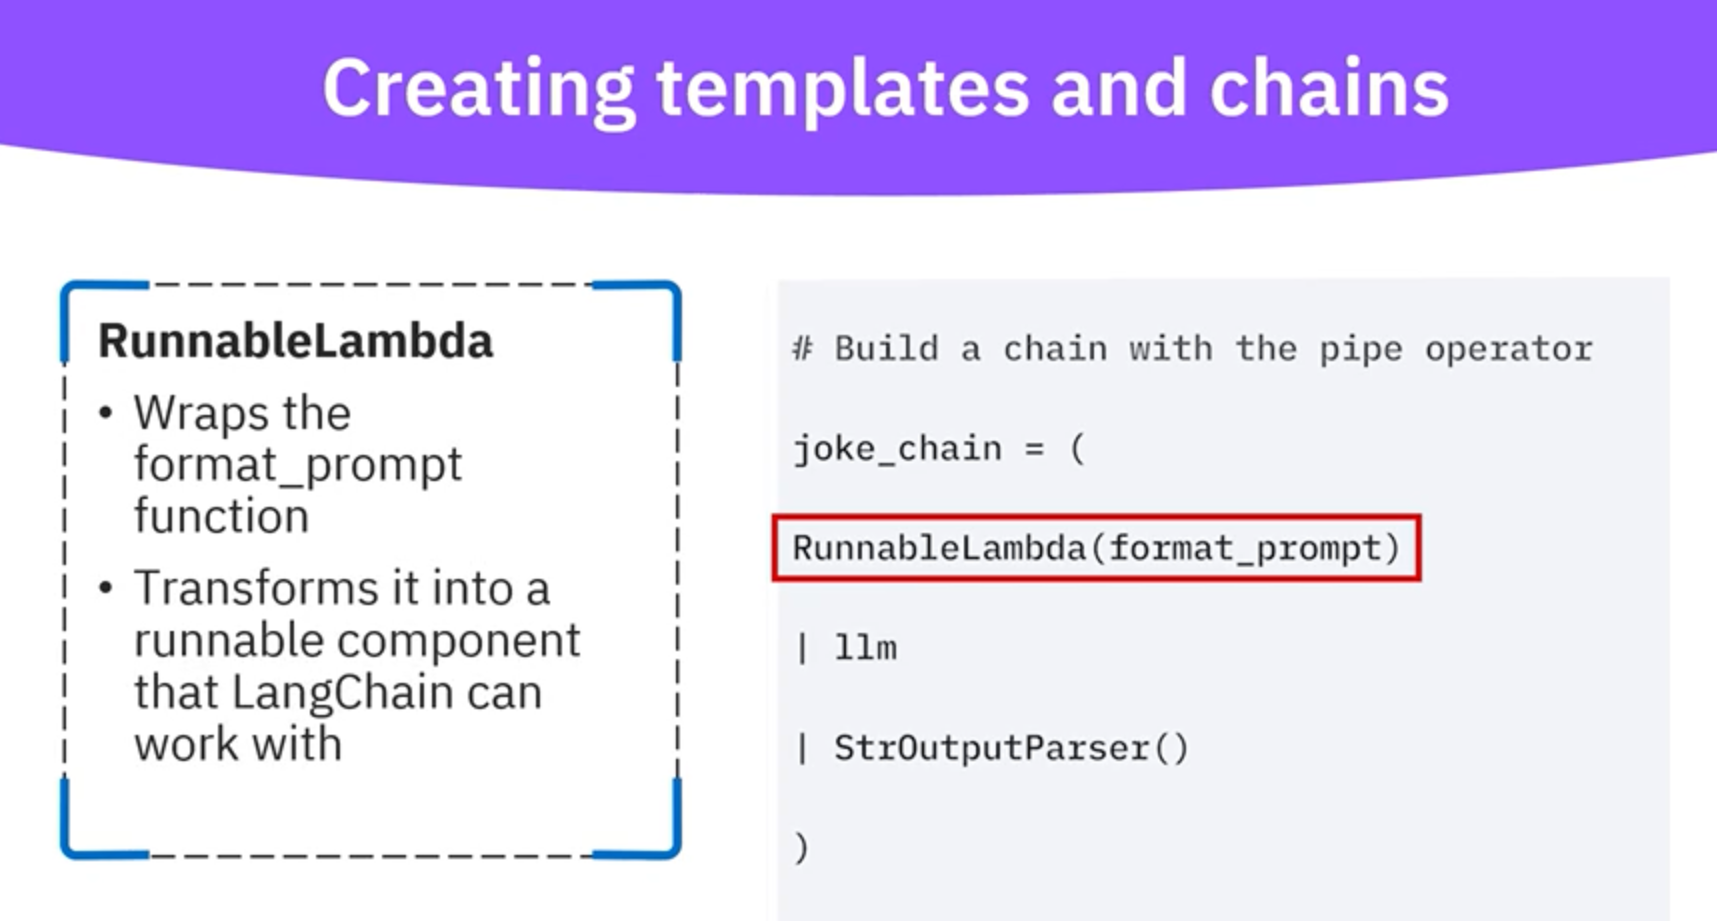 Creating templates and chains
RunnableLambda
• Wraps the
format_prompt
function
• Transforms it into a
runnable component
that LangChain can
work with
# Build a chain with the pipe operator
joke_chain = (
RunnableLambda(format_prompt)
| llm
| StrOutputParser()
)